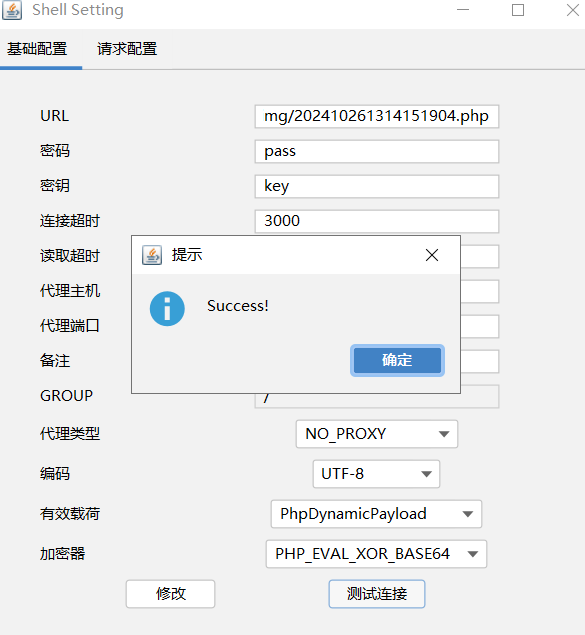 Shell Setting
基础配置 请求配置
URL mg/202410261314151904.php
密码 pass
密钥 key
连接超时 3000
读取超时
提示
代理主机
Success!
代理端口
备注
确定
GROUP /
代理类型 NO_PROXY
编码 UTF-8
有效载荷 PhpDynamicPayload
加密器 PHP_EVAL_XOR_BASE64
修改 测试连接